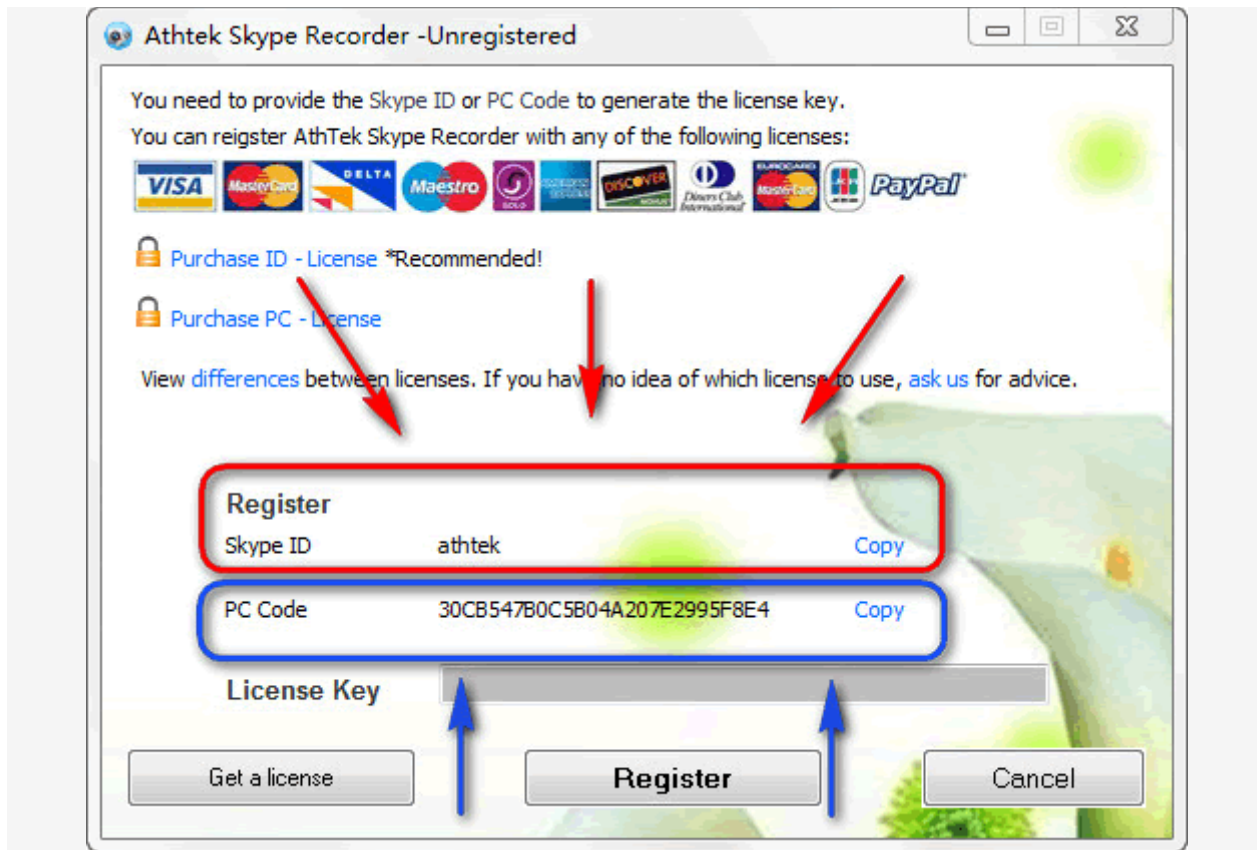 Athtek Skype Recorder -Unregistered
You need to provide the Skype ID or PC Code to generate the license key.
You can reigster AthTek Skype Recorder with any of the following licenses:
VISA MasterCard DELTA Maestro SOLO DISCOVER Diners Club International EUROCARD MasterCard JCB PayPal
Purchase ID - License *Recommended!
Purchase PC - License
View differences between licenses. If you have no idea of which license to use, ask us for advice.
Register
Skype ID athtek Copy
PC Code 30CB547B0C5B04A207E2995F8E4 Copy
License Key
Get a license Register Cancel